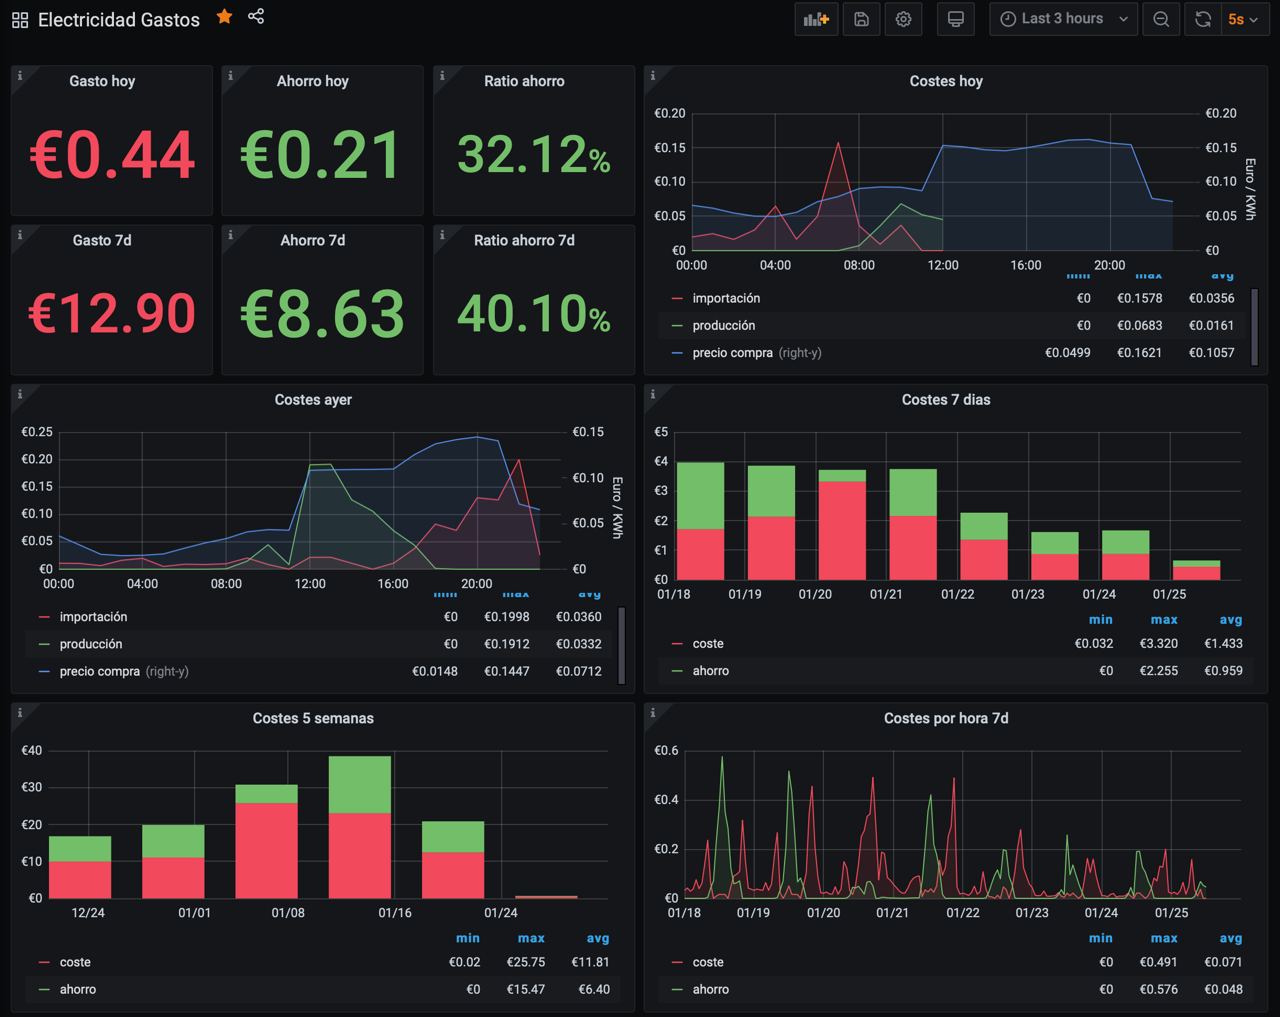 Electricidad Gastos
Last 3 hours
5s
Gasto hoy
€0.44
Ahorro hoy
€0.21
Ratio ahorro
32.12%
Gasto 7d
€12.90
Ahorro 7d
€8.63
Ratio ahorro 7d
40.10%
Costes hoy
€0.20
€0.15
€0.10
€0.05
€0
€0.20
€0.15
€0.10
€0.05
€0
Euro / KWh
00:00 04:00 08:00 12:00 16:00 20:00
min max avg
importación €0 €0.1578 €0.0356
producción €0 €0.0683 €0.0161
precio compra (right-y) €0.0499 €0.1621 €0.1057
Costes ayer
€0.25
€0.20
€0.15
€0.10
€0.05
€0
€0.15
€0.10
€0.05
€0
Euro / KWh
00:00 04:00 08:00 12:00 16:00 20:00
min max avg
importación €0 €0.1998 €0.0360
producción €0 €0.1912 €0.0332
precio compra (right-y) €0.0148 €0.1447 €0.0712
Costes 7 dias
€5
€4
€3
€2
€1
€0
01/18 01/19 01/20 01/21 01/22 01/23 01/24 01/25
min max avg
coste €0.032 €3.320 €1.433
ahorro €0 €2.255 €0.959
Costes 5 semanas
€40
€30
€20
€10
€0
12/24 01/01 01/08 01/16 01/24
min max avg
coste €0.02 €25.75 €11.81
ahorro €0 €15.47 €6.40
Costes por hora 7d
€0.6
€0.4
€0.2
€0
01/18 01/19 01/20 01/21 01/22 01/23 01/24 01/25
min max avg
coste €0 €0.491 €0.071
ahorro €0 €0.576 €0.048